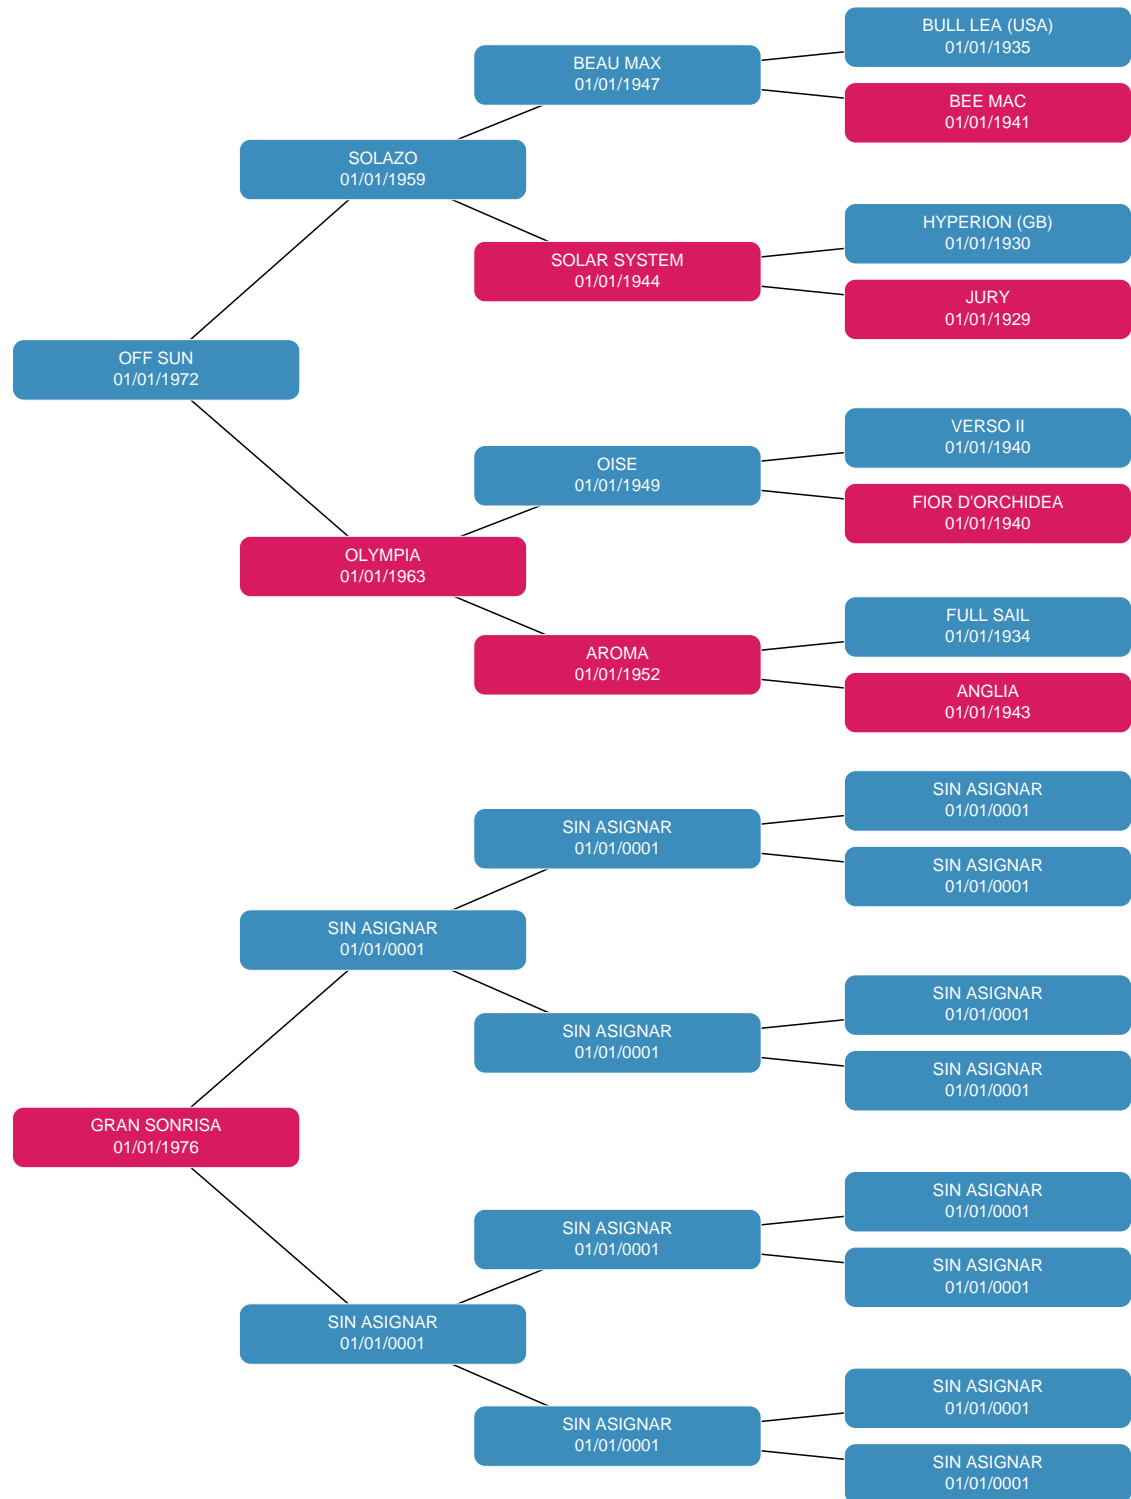 BULL LEA (USA)
01/01/1935
BEAU MAX
01/01/1947
BEE MAC
01/01/1941
SOLAZO
01/01/1959
HYPERION (GB)
01/01/1930
SOLAR SYSTEM
01/01/1944
JURY
01/01/1929
OFF SUN
01/01/1972
VERSO II
01/01/1940
OISE
01/01/1949
FIOR D'ORCHIDEA
01/01/1940
OLYMPIA
01/01/1963
FULL SAIL
01/01/1934
AROMA
01/01/1952
ANGLIA
01/01/1943
SIN ASIGNAR
01/01/0001
SIN ASIGNAR
01/01/0001
SIN ASIGNAR
01/01/0001
SIN ASIGNAR
01/01/0001
SIN ASIGNAR
01/01/0001
SIN ASIGNAR
01/01/0001
SIN ASIGNAR
01/01/0001
GRAN SONRISA
01/01/1976
SIN ASIGNAR
01/01/0001
SIN ASIGNAR
01/01/0001
SIN ASIGNAR
01/01/0001
SIN ASIGNAR
01/01/0001
SIN ASIGNAR
01/01/0001
SIN ASIGNAR
01/01/0001
SIN ASIGNAR
01/01/0001